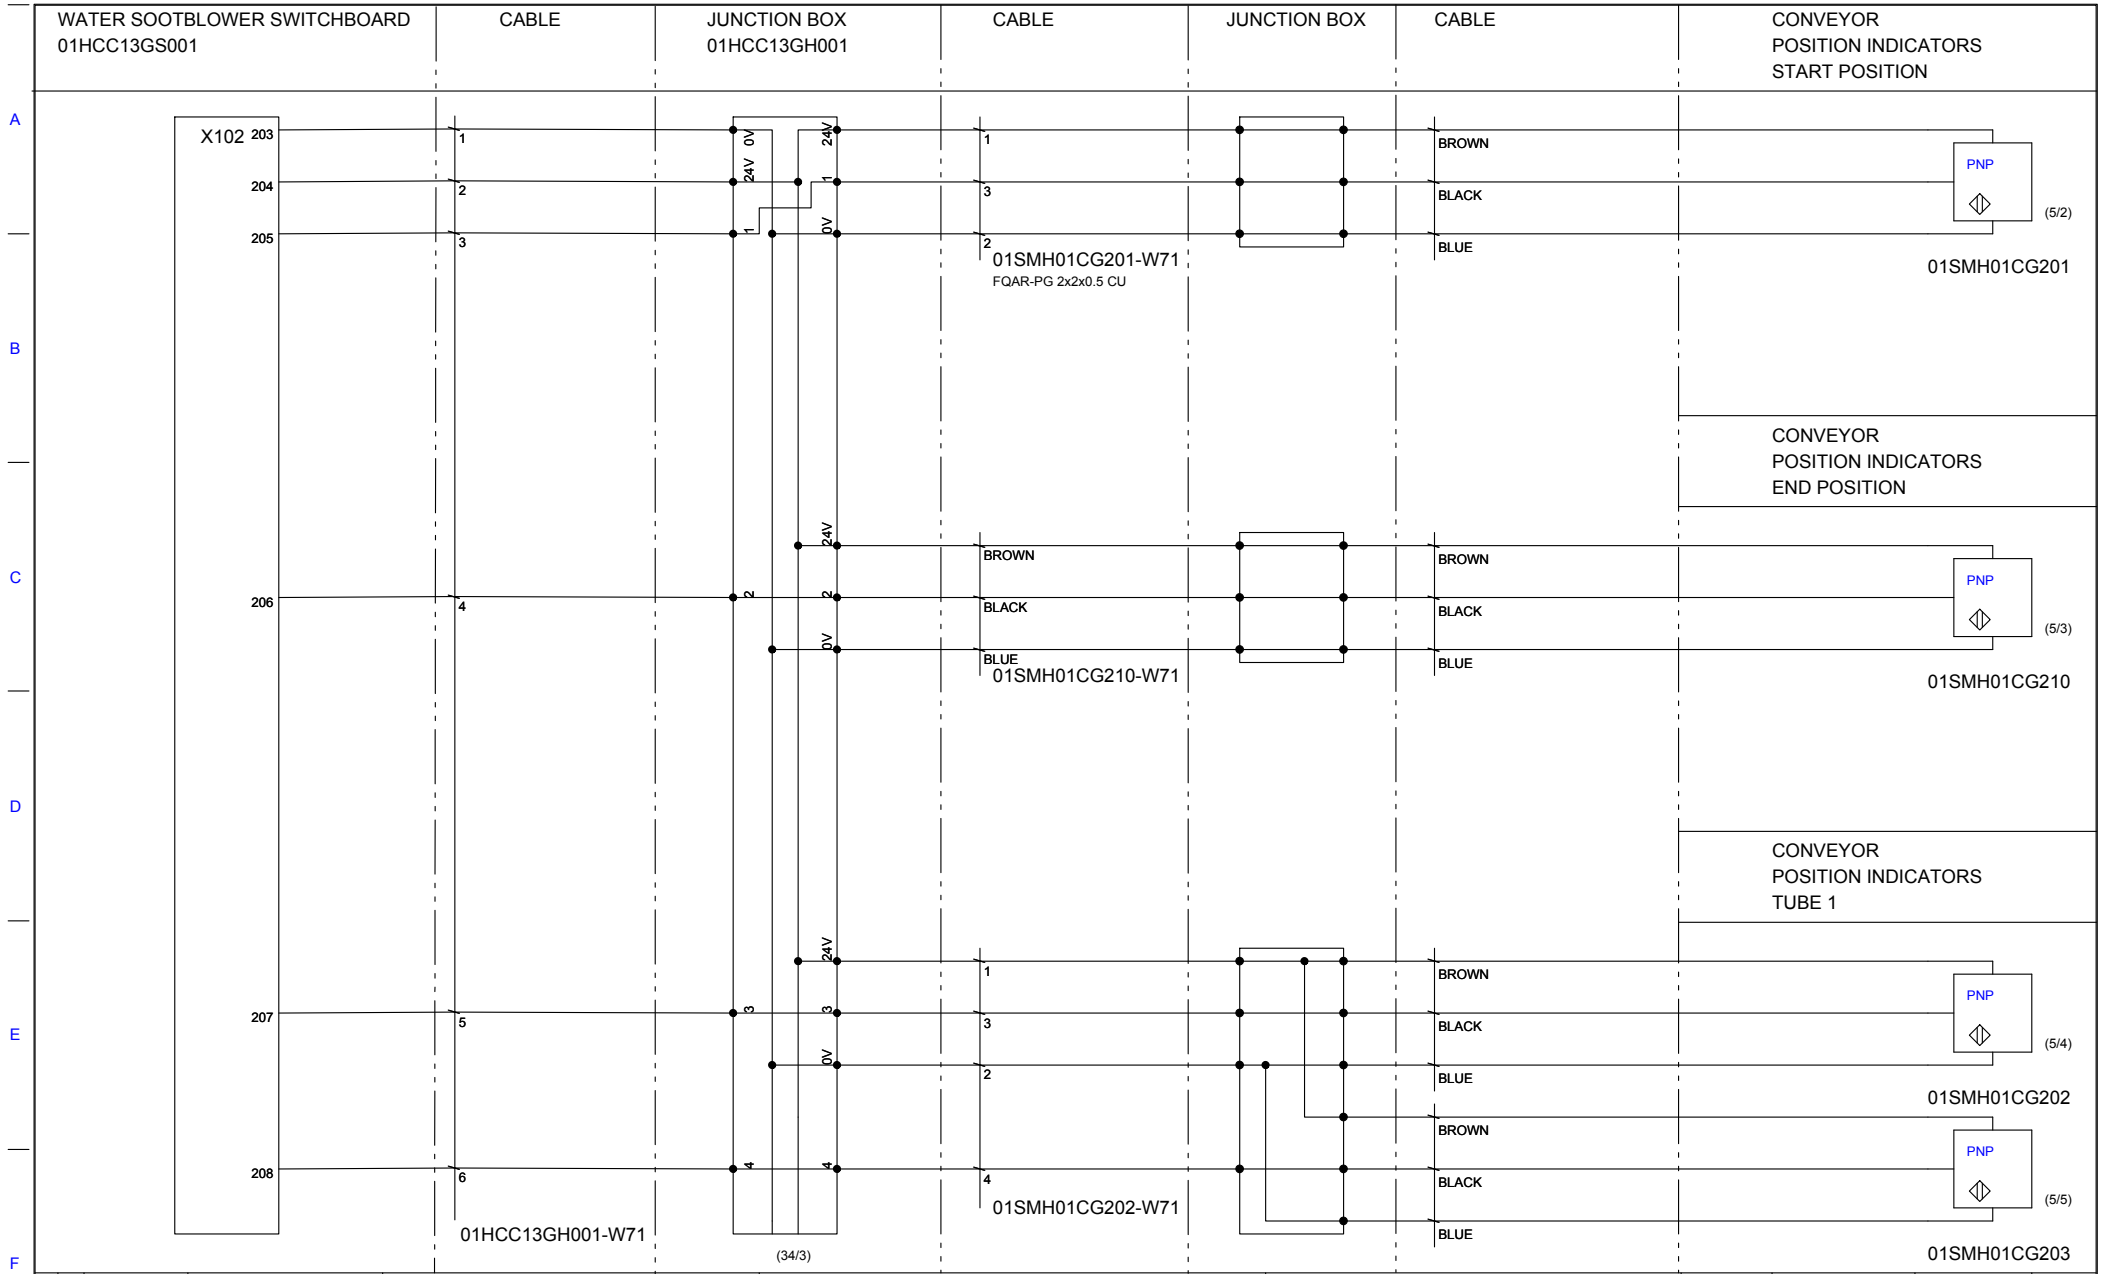 WATER SOOTBLOWER SWITCHBOARD
01HCC13GS001
CABLE
JUNCTION BOX
01HCC13GH001
CABLE
JUNCTION BOX
CABLE
CONVEYOR
POSITION INDICATORS
START POSITION
A
X102 203
1
0V
24V
1
BROWN
PNP
204
2
24V
1
3
BLACK
(5/2)
205
3
1
0V
2
BLUE
01SMH01CG201-W71
FQAR-PG 2x2x0.5 CU
01SMH01CG201
B
CONVEYOR
POSITION INDICATORS
END POSITION
24V
BROWN
BROWN
C
PNP
206
4
2
2
BLACK
BLACK
(5/3)
0V
BLUE
BLUE
01SMH01CG210-W71
01SMH01CG210
D
CONVEYOR
POSITION INDICATORS
TUBE 1
24V
1
BROWN
PNP
207
5
3
3
3
BLACK
E
(5/4)
0V
2
BLUE
01SMH01CG202
BROWN
PNP
208
6
4
4
4
BLACK
(5/5)
01SMH01CG202-W71
01HCC13GH001-W71
BLUE
(34/3)
01SMH01CG203
F